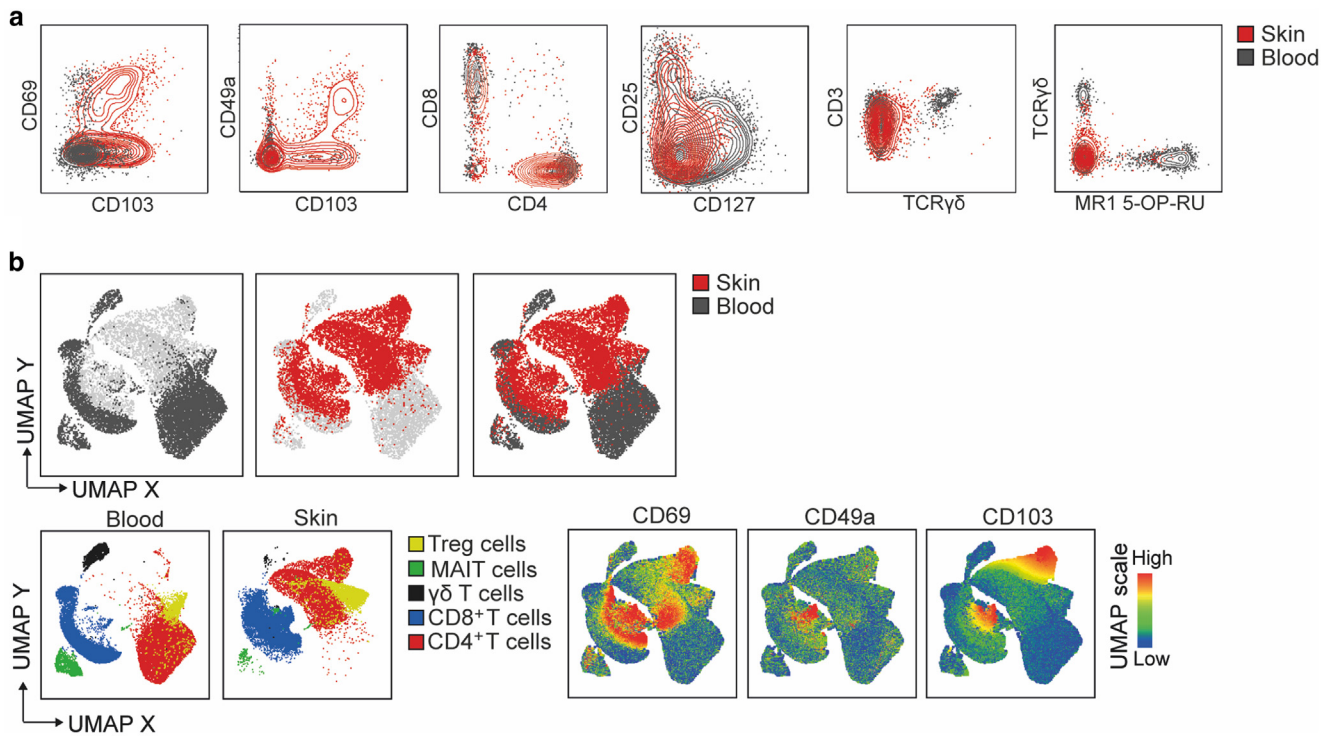 a
CD69
CD103
CD49a
CD103
CD8
CD4
CD25
CD127
CD3
TCRγδ
TCRγδ
MR1 5-OP-RU
Skin
Blood
b
UMAP Y
UMAP X
Skin
Blood
Blood
Skin
UMAP Y
UMAP X
Treg cells
MAIT cells
γδ T cells
CD8⁺T cells
CD4⁺T cells
CD69
CD49a
CD103
UMAP scale
High
Low